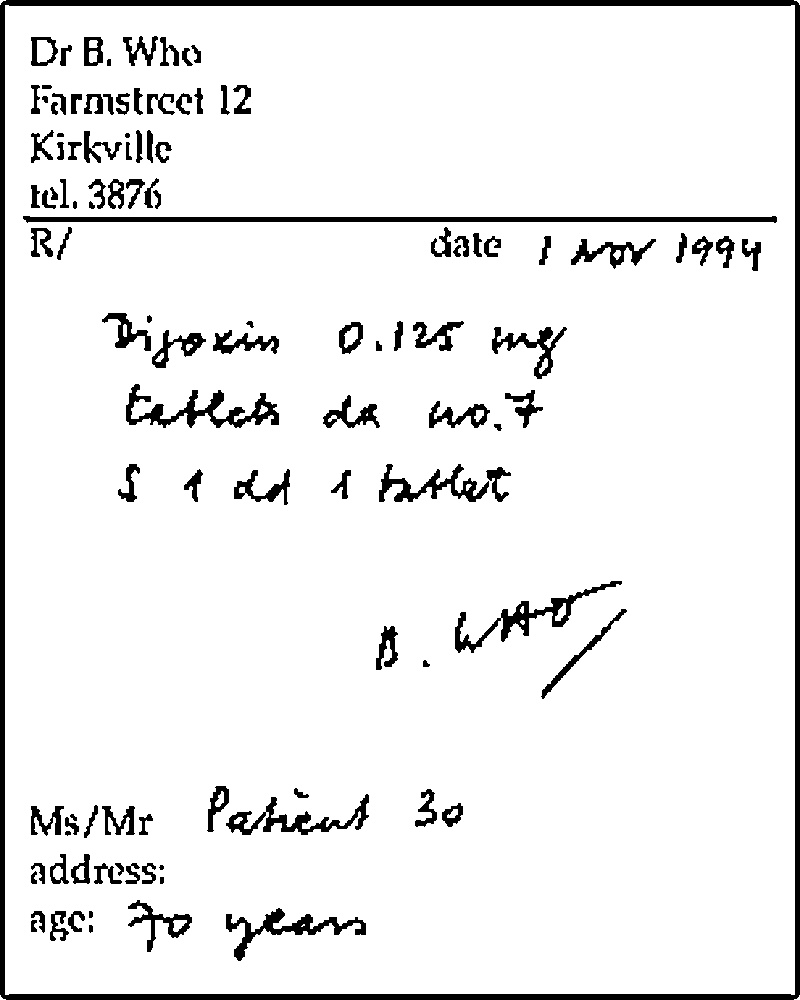 Dr B. Who
Farmstreet 12
Kirkville
tel. 3876
R/ date 1 Nov 1994
Digoxin 0.125 mg
tablets da no. 7
S 1 dd 1 tablet
B. WHO
Ms/Mr Patient 30
address:
age: 70 years